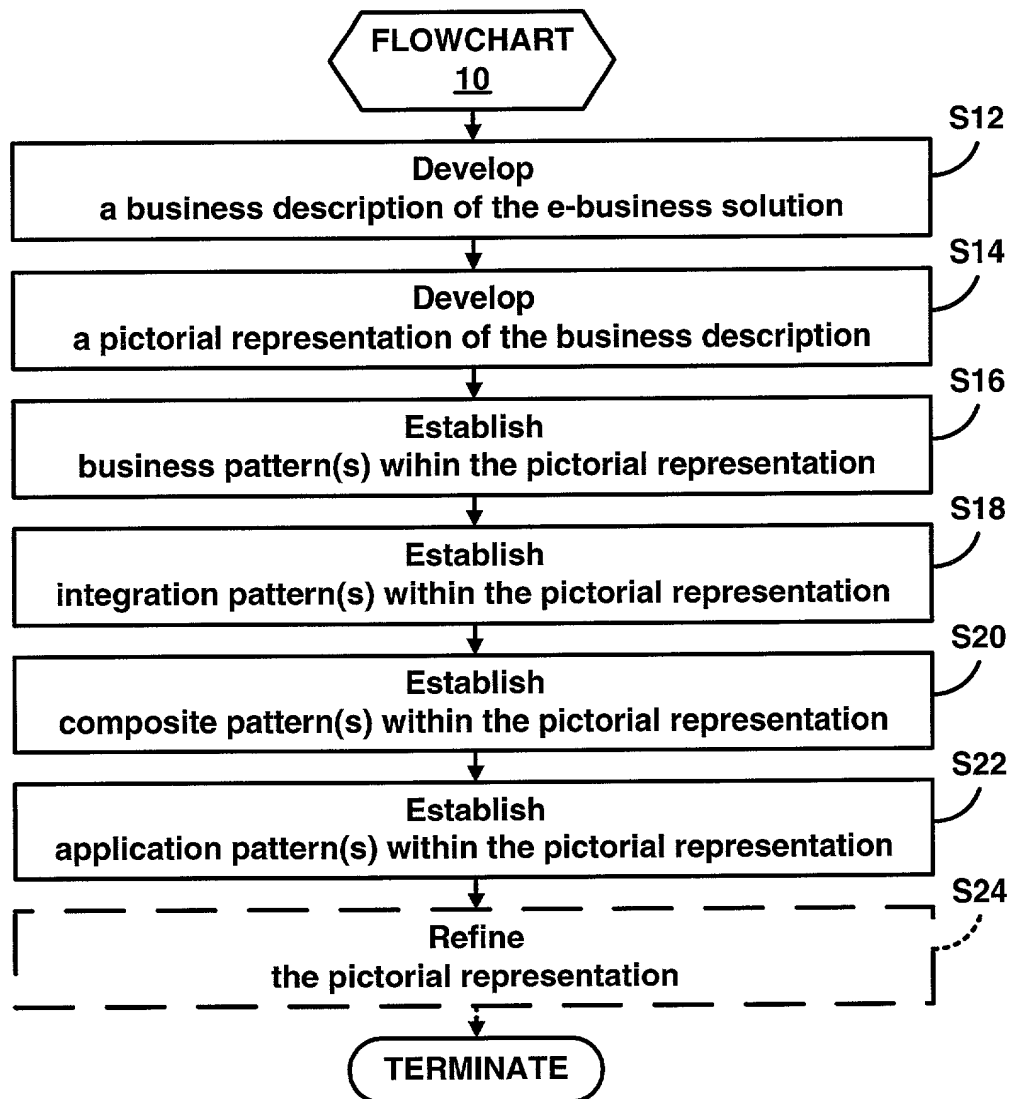 FLOWCHART
10
S12
Develop
a business description of the e-business solution
S14
Develop
a pictorial representation of the business description
S16
Establish
business pattern(s) wihin the pictorial representation
S18
Establish
integration pattern(s) within the pictorial representation
S20
Establish
composite pattern(s) within the pictorial representation
S22
Establish
application pattern(s) within the pictorial representation
S24
Refine
the pictorial representation
TERMINATE